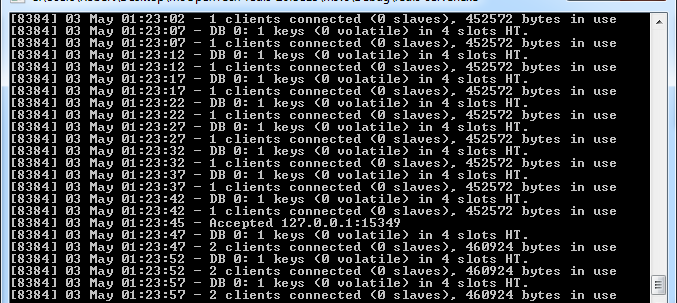 [8384] 03 May 01:23:02 - 1 clients connected (0 slaves), 452572 bytes in use
[8384] 03 May 01:23:07 - DB 0: 1 keys (0 volatile) in 4 slots HT.
[8384] 03 May 01:23:07 - 1 clients connected (0 slaves), 452572 bytes in use
[8384] 03 May 01:23:12 - DB 0: 1 keys (0 volatile) in 4 slots HT.
[8384] 03 May 01:23:12 - 1 clients connected (0 slaves), 452572 bytes in use
[8384] 03 May 01:23:17 - DB 0: 1 keys (0 volatile) in 4 slots HT.
[8384] 03 May 01:23:17 - 1 clients connected (0 slaves), 452572 bytes in use
[8384] 03 May 01:23:22 - DB 0: 1 keys (0 volatile) in 4 slots HT.
[8384] 03 May 01:23:22 - 1 clients connected (0 slaves), 452572 bytes in use
[8384] 03 May 01:23:27 - DB 0: 1 keys (0 volatile) in 4 slots HT.
[8384] 03 May 01:23:27 - 1 clients connected (0 slaves), 452572 bytes in use
[8384] 03 May 01:23:32 - DB 0: 1 keys (0 volatile) in 4 slots HT.
[8384] 03 May 01:23:32 - 1 clients connected (0 slaves), 452572 bytes in use
[8384] 03 May 01:23:37 - DB 0: 1 keys (0 volatile) in 4 slots HT.
[8384] 03 May 01:23:37 - 1 clients connected (0 slaves), 452572 bytes in use
[8384] 03 May 01:23:42 - DB 0: 1 keys (0 volatile) in 4 slots HT.
[8384] 03 May 01:23:42 - 1 clients connected (0 slaves), 452572 bytes in use
[8384] 03 May 01:23:45 - Accepted 127.0.0.1:15349
[8384] 03 May 01:23:47 - DB 0: 1 keys (0 volatile) in 4 slots HT.
[8384] 03 May 01:23:47 - 2 clients connected (0 slaves), 460924 bytes in use
[8384] 03 May 01:23:52 - DB 0: 1 keys (0 volatile) in 4 slots HT.
[8384] 03 May 01:23:52 - 2 clients connected (0 slaves), 460924 bytes in use
[8384] 03 May 01:23:57 - DB 0: 1 keys (0 volatile) in 4 slots HT.
[8384] 03 May 01:23:57 - 2 clients connected (0 slaves), 460924 bytes in use